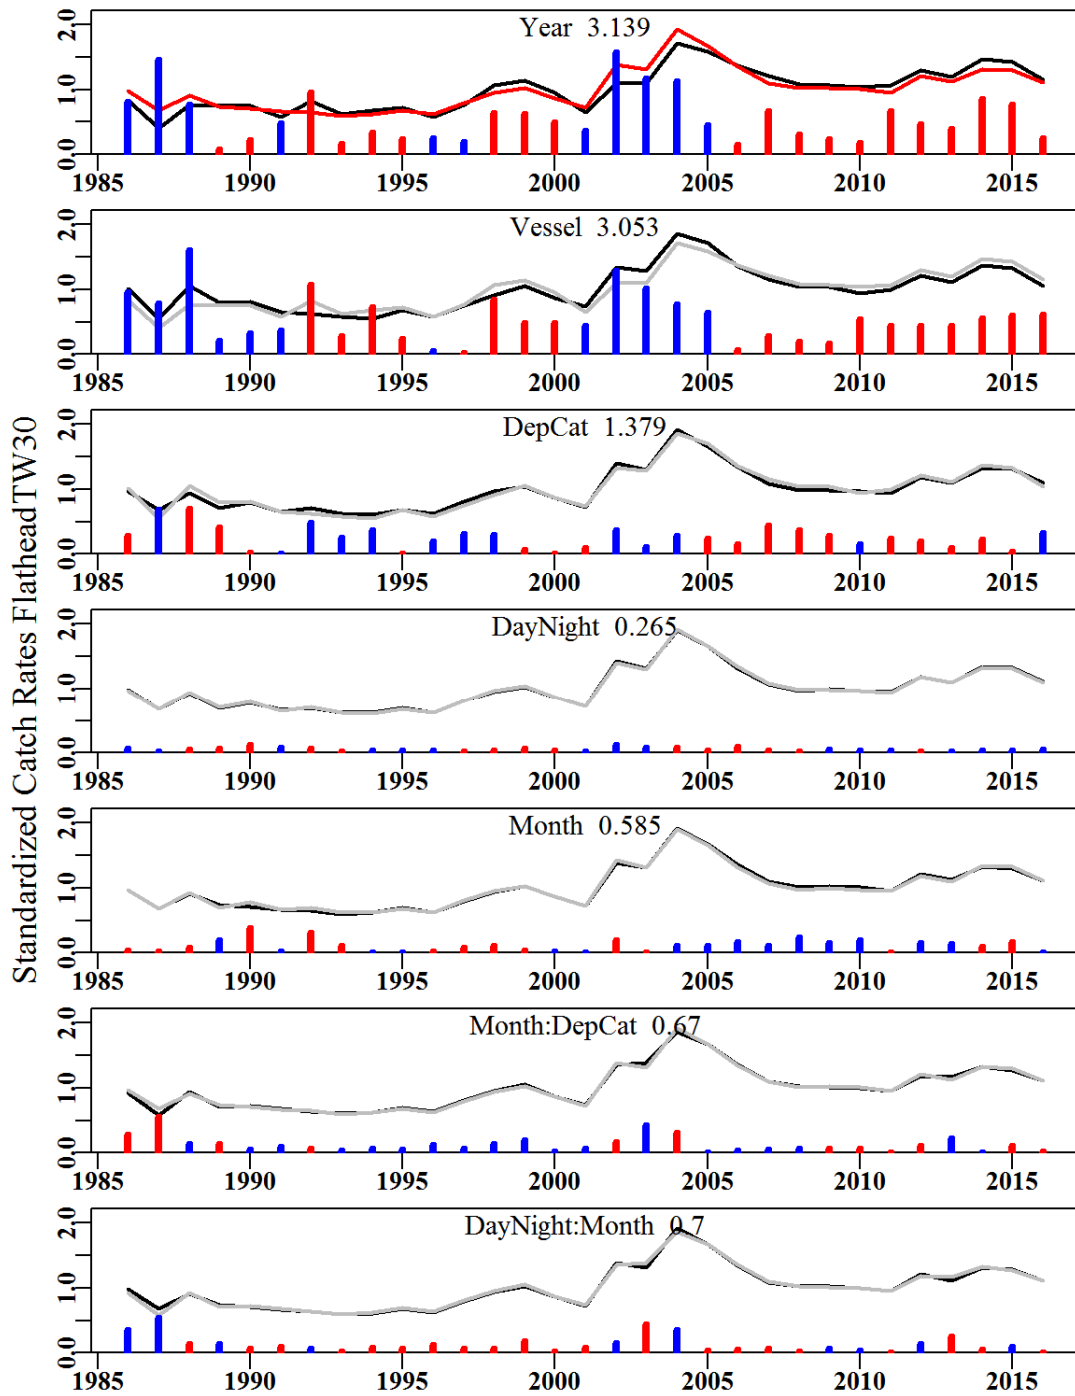 Standardized Catch Rates FlatheadTW30
Year 3.139
0.0 1.0 2.0
1985 1990 1995 2000 2005 2010 2015
Vessel 3.053
0.0 1.0 2.0
1985 1990 1995 2000 2005 2010 2015
DepCat 1.379
0.0 1.0 2.0
1985 1990 1995 2000 2005 2010 2015
DayNight 0.265
0.0 1.0 2.0
1985 1990 1995 2000 2005 2010 2015
Month 0.585
0.0 1.0 2.0
1985 1990 1995 2000 2005 2010 2015
Month:DepCat 0.67
0.0 1.0 2.0
1985 1990 1995 2000 2005 2010 2015
DayNight:Month 0.7
0.0 1.0 2.0
1985 1990 1995 2000 2005 2010 2015